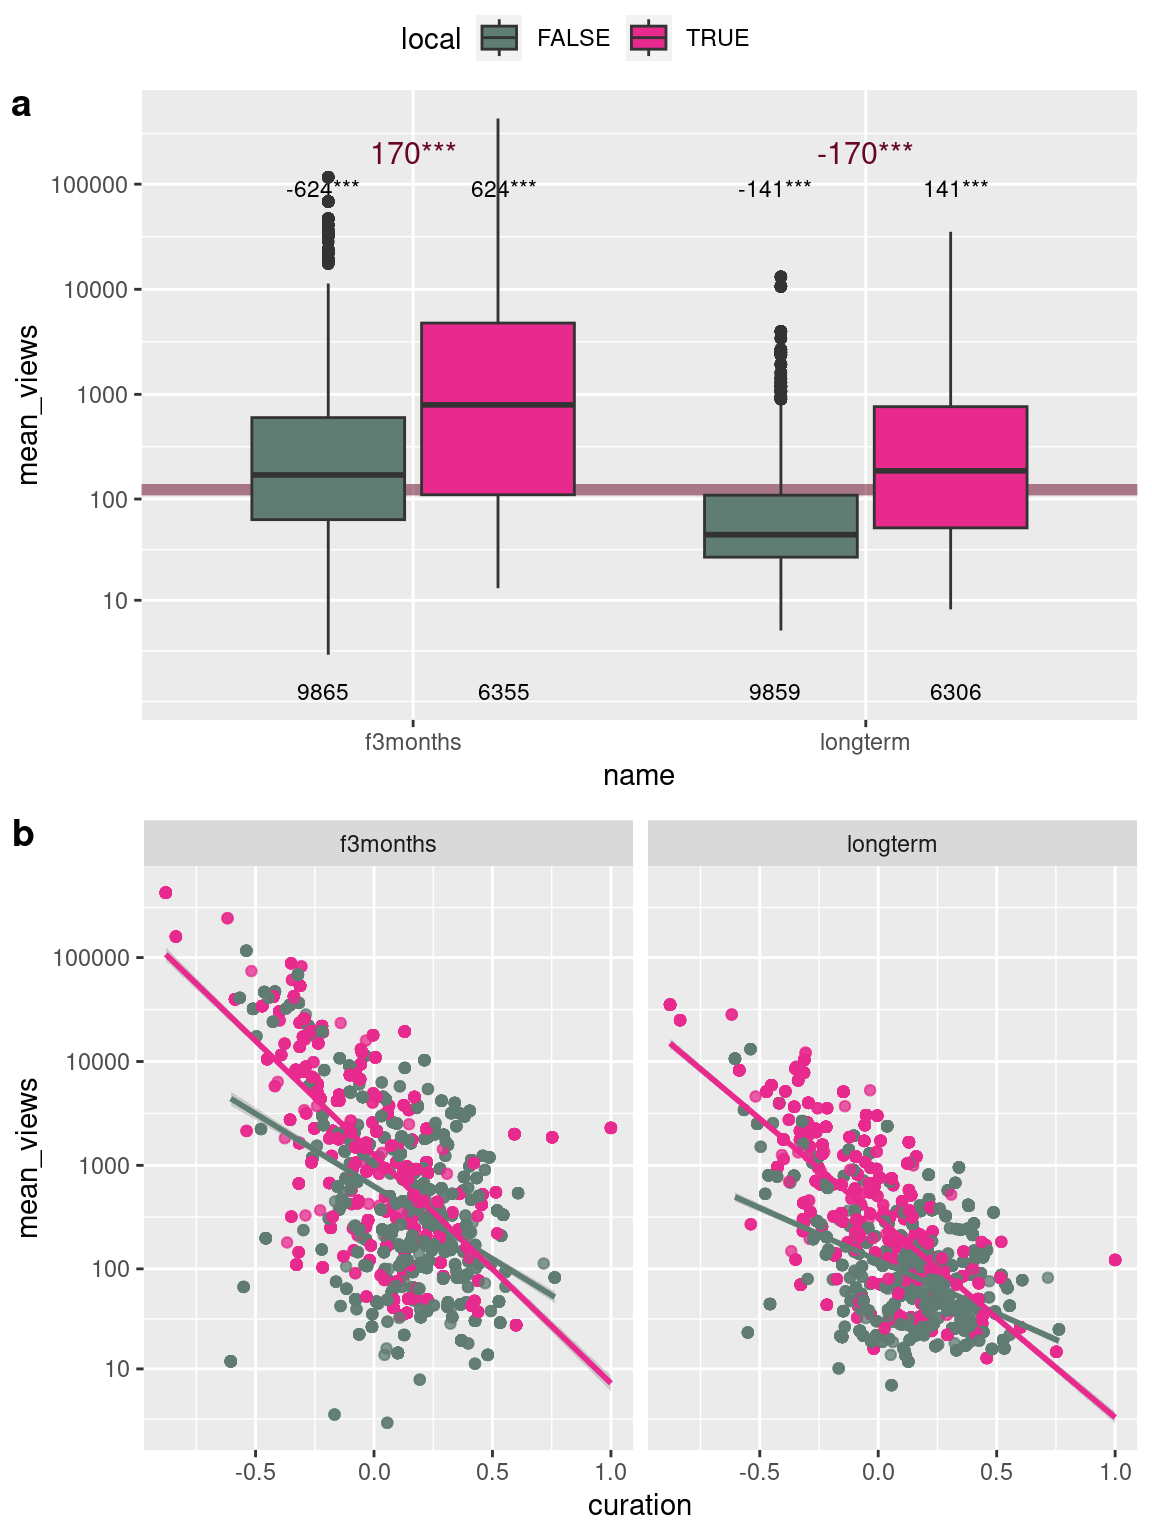 local FALSE TRUE
a
170*** -170***
-624*** 624*** -141*** 141***
100000
10000
1000
100
10
mean_views
9865 6355 9859 6306
f3months longterm
name
b
f3months longterm
100000
10000
1000
100
10
mean_views
-0.5 0.0 0.5 1.0 -0.5 0.0 0.5 1.0
curation